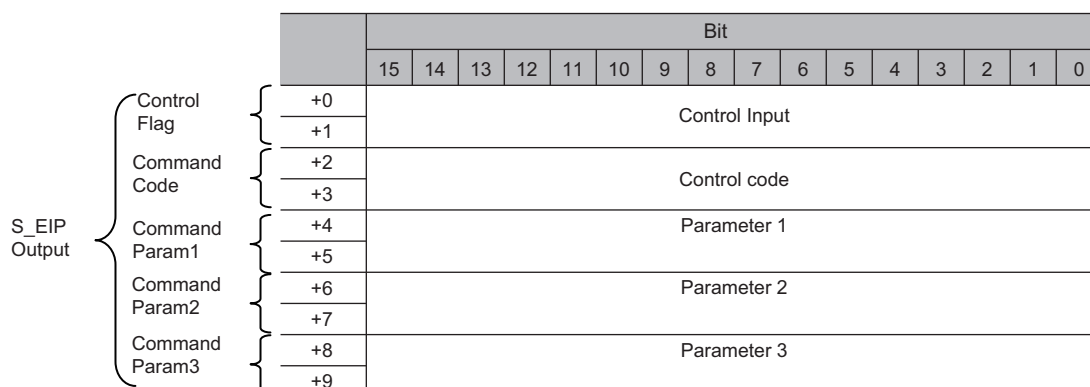 Bit
15 14 13 12 11 10 9 8 7 6 5 4 3 2 1 0
S_EIP
Output
Control
Flag
+0
+1
Control Input
Command
Code
+2
+3
Control code
Command
Param1
+4
+5
Parameter 1
Command
Param2
+6
+7
Parameter 2
Command
Param3
+8
+9
Parameter 3